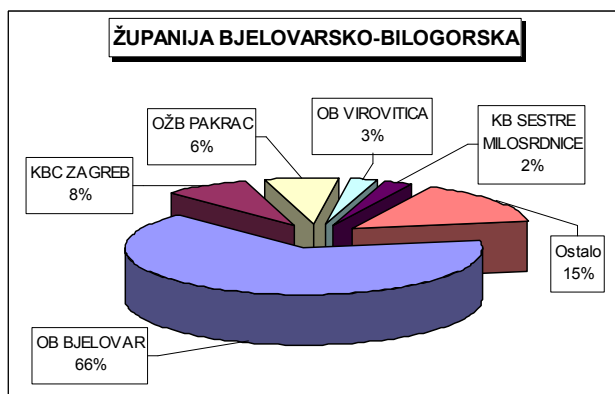 ŽUPANIJA BJELOVARSKO-BILOGORSKA
OŽB PAKRAC
6%
OB VIROVITICA
3%
KB SESTRE
MILOSRDNICE
2%
KBC ZAGREB
8%
Ostalo
15%
OB BJELOVAR
66%